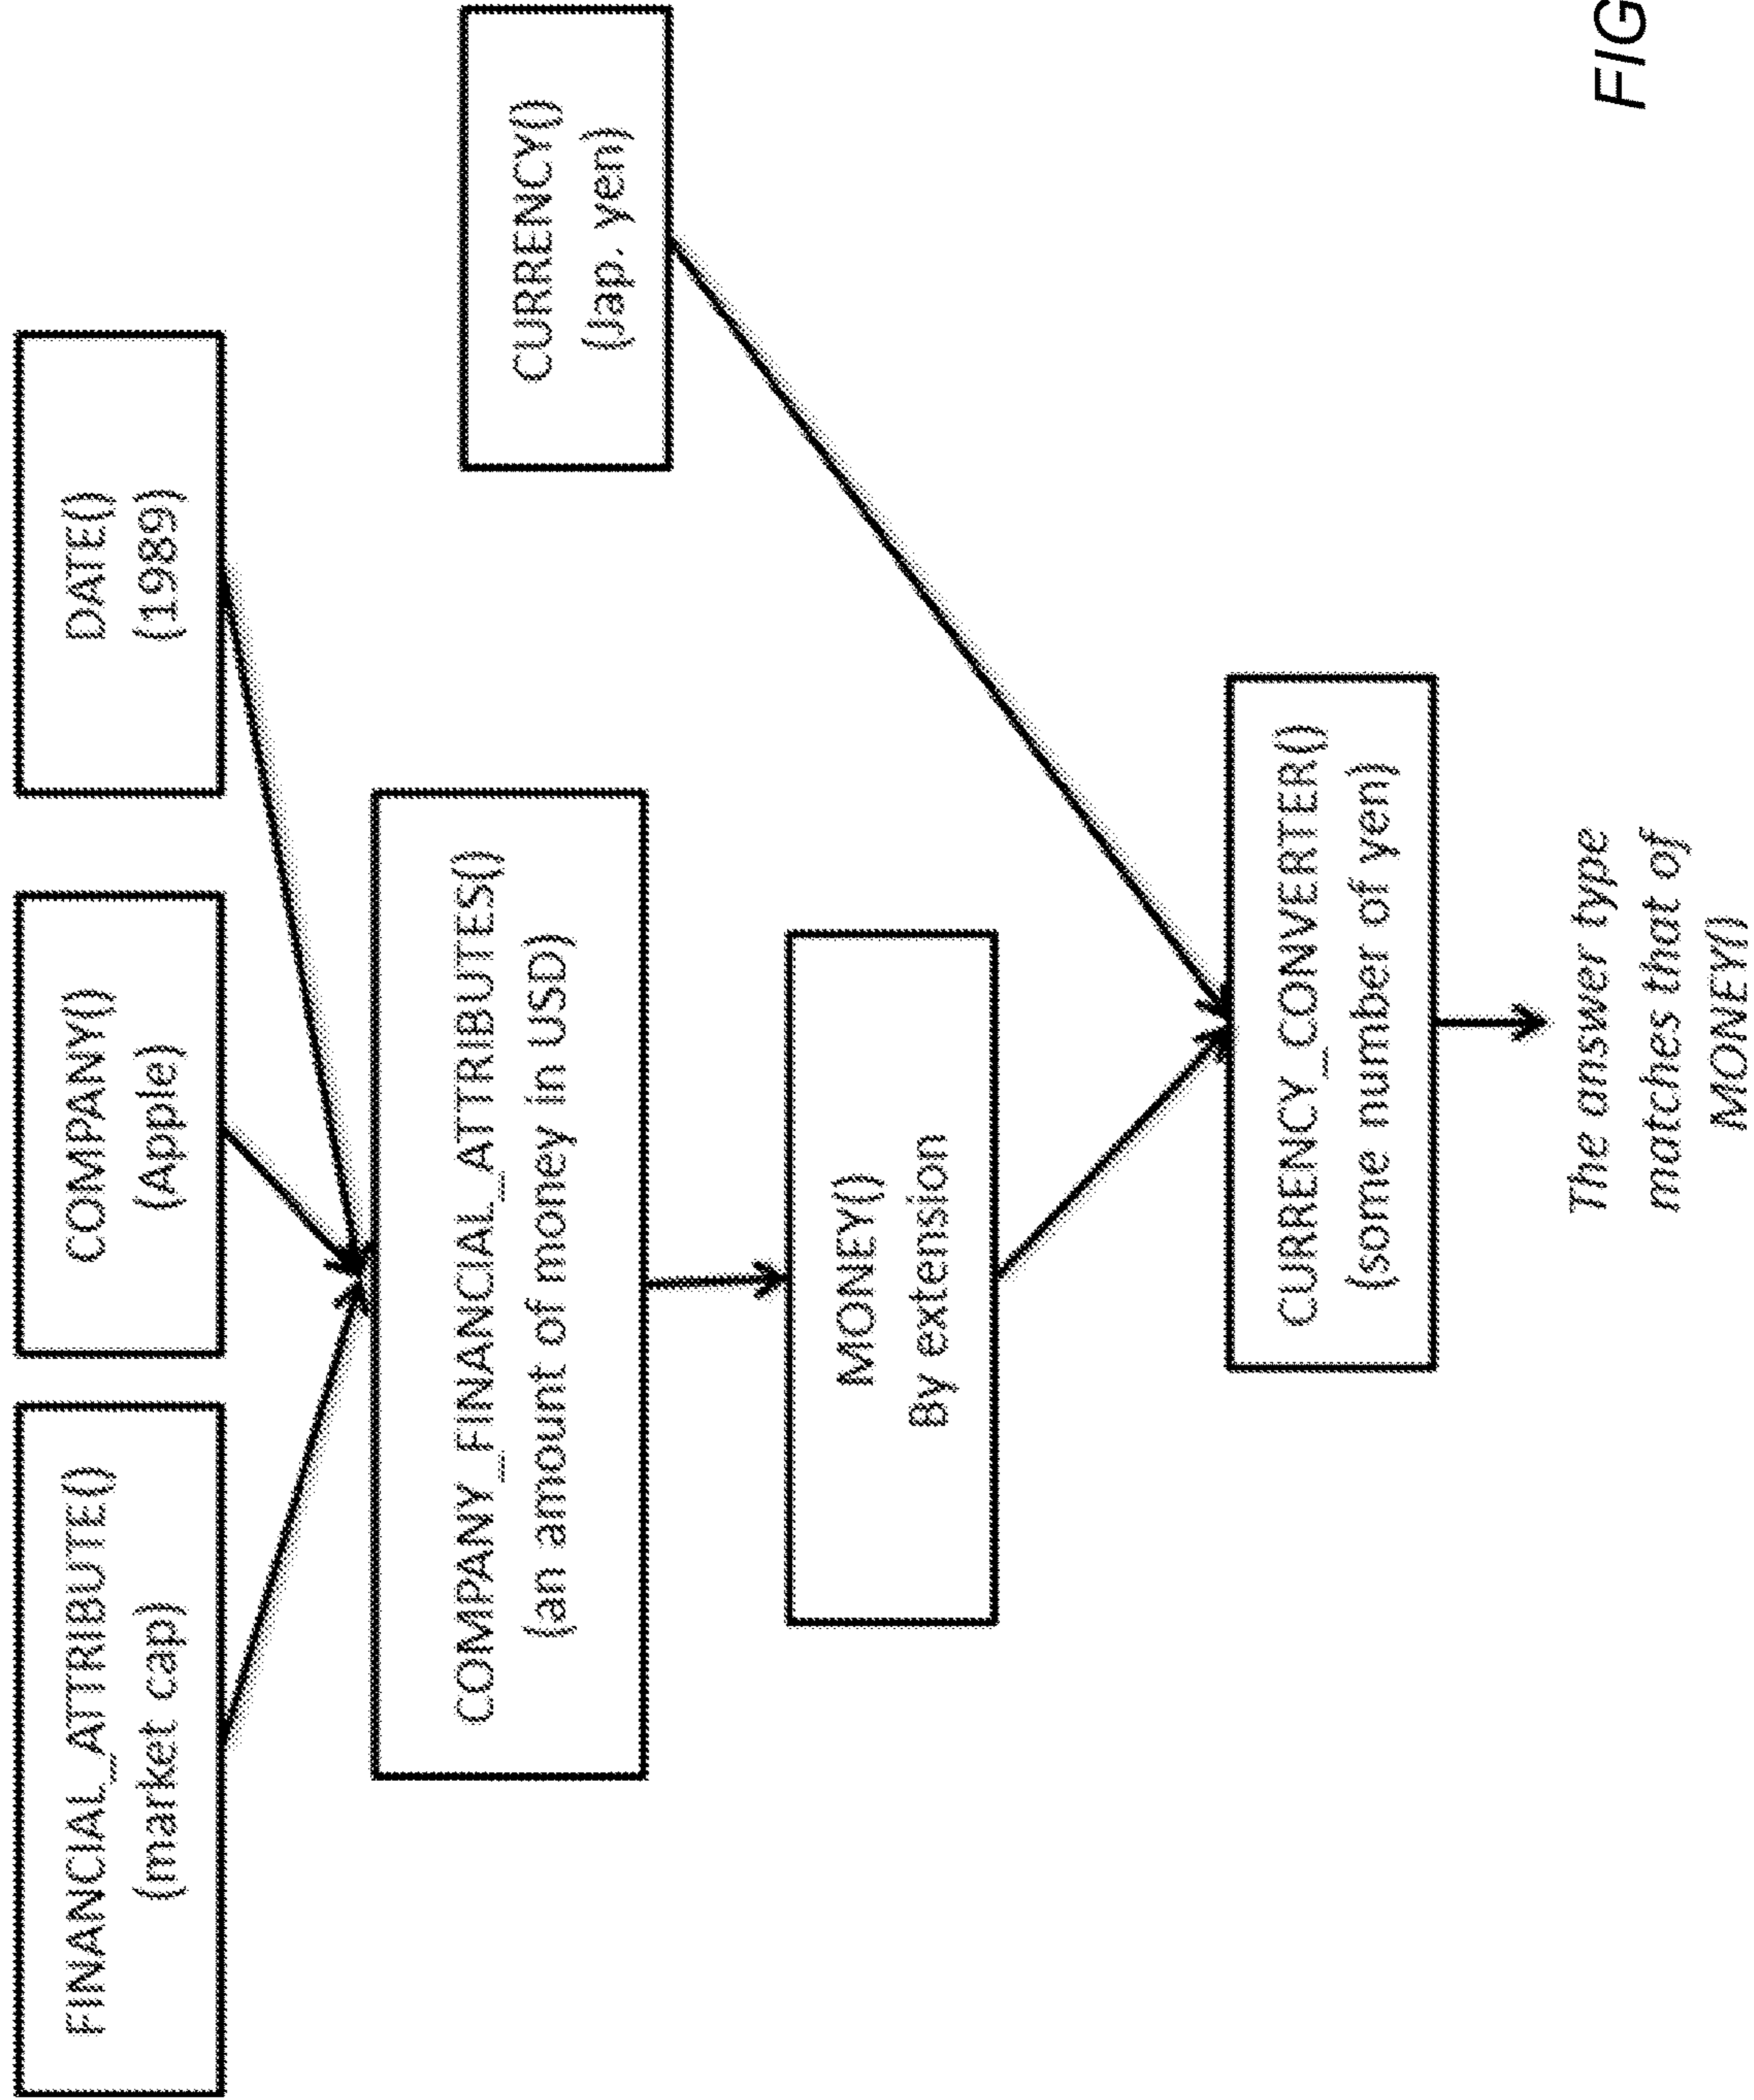 FINANCIAL_ATTRIBUTE()
(market cap)
COMPANY()
(Apple)
DATE()
(1989)
COMPANY_FINANCIAL_ATTRIBUTES()
(an amount of money in USD)
CURRENCY()
(Jap. yen)
MONEY()
By extension
CURRENCY_CONVERTER()
(some number of yen)
The answer type
matches that of
MONEY()
FIG